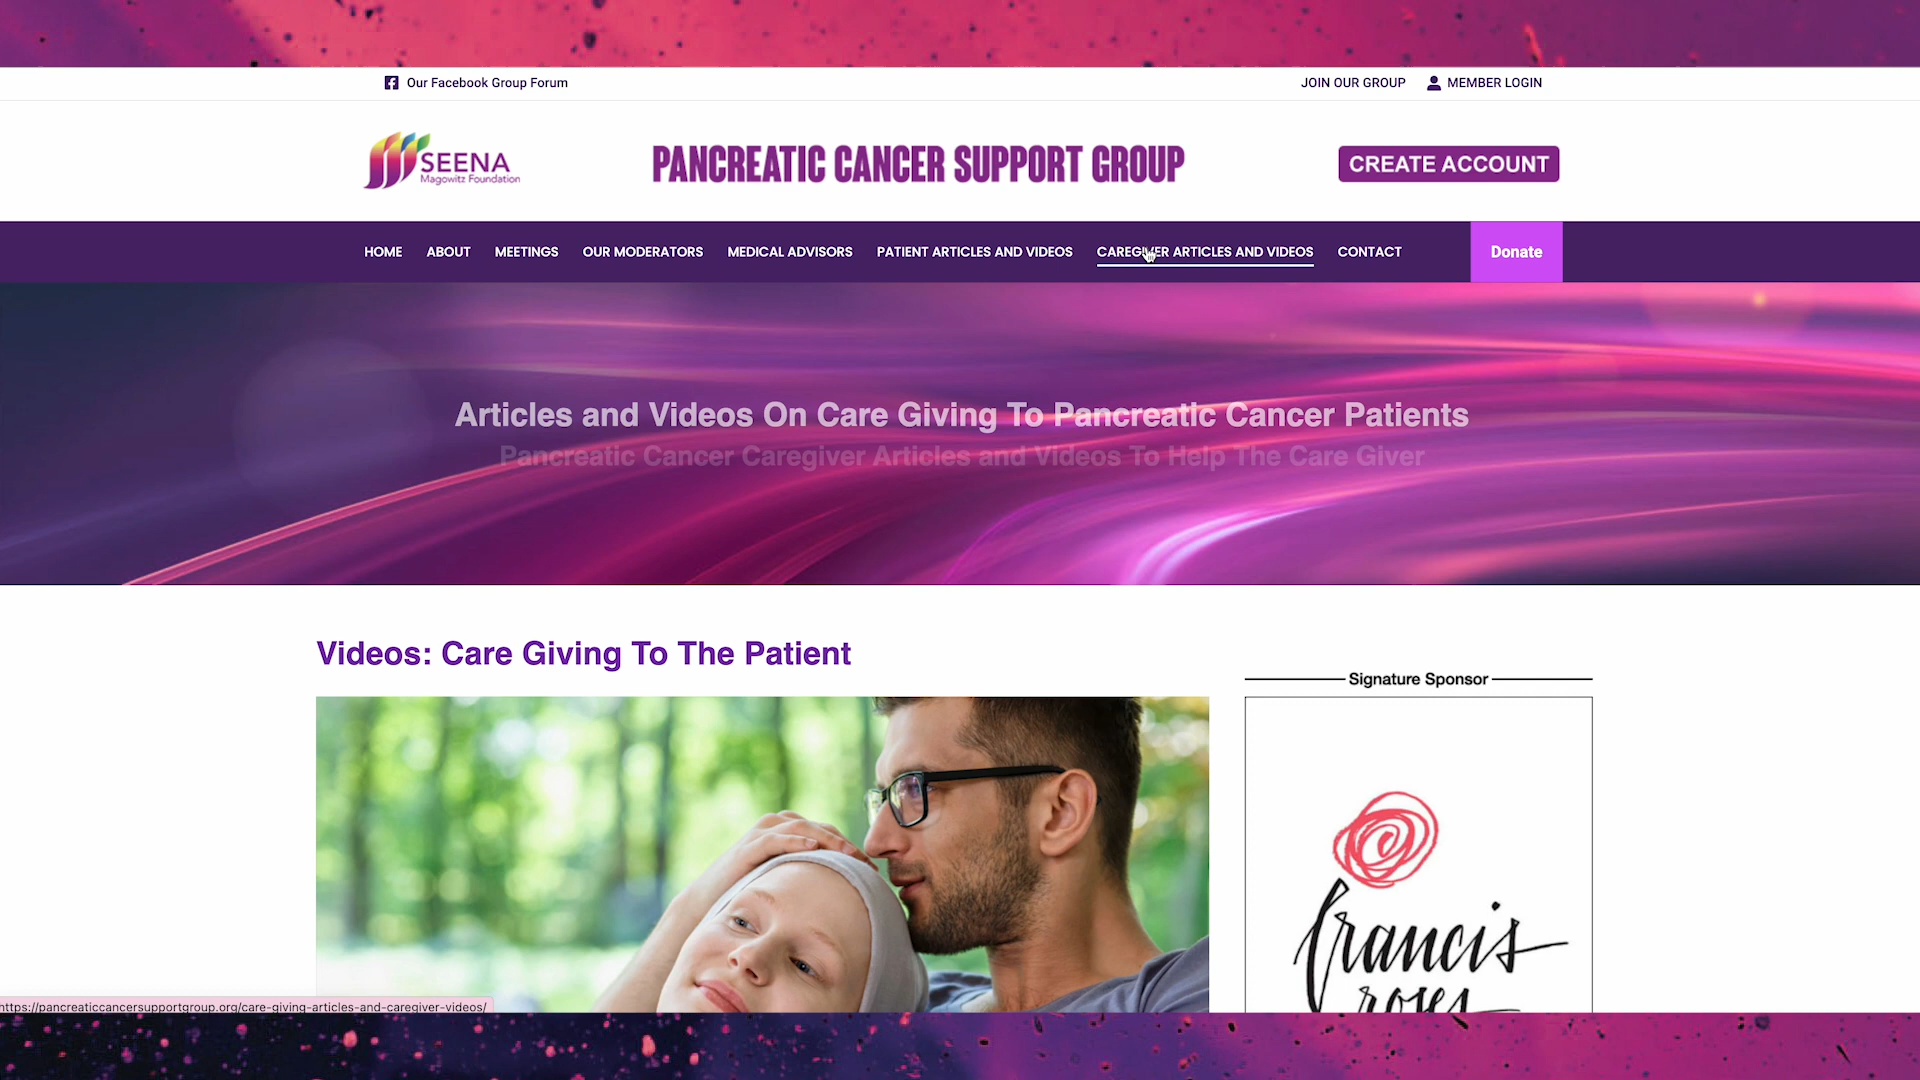 Our Facebook Group Forum
JOIN OUR GROUP
MEMBER LOGIN
SEENA
Magowitz Foundation
PANCREATIC CANCER SUPPORT GROUP
CREATE ACCOUNT
HOME
ABOUT
MEETINGS
OUR MODERATORS
MEDICAL ADVISORS
PATIENT ARTICLES AND VIDEOS
CAREGIVER ARTICLES AND VIDEOS
CONTACT
Donate
Articles and Videos On Care Giving To Pancreatic Cancer Patients
Pancreatic Cancer Caregiver Articles and Videos To Help The Care Giver
Videos: Care Giving To The Patient
Signature Sponsor
francis
roses
https://pancreaticcancersupportgroup.org/care-giving-articles-and-caregiver-videos/